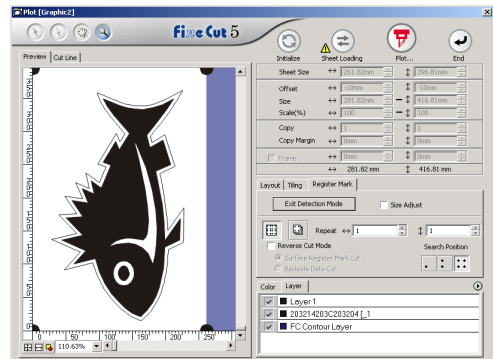 Plot [Graphic2]
FineCut 5
Initialize Sheet Loading Plot... End
Preview Cut Line
Sheet Size 261.82mm 396.81mm
Offset -10mm -10mm
Size 281.82mm 416.81mm
Scale(%) 100 100
Copy 1 1
Copy Margin 0mm 0mm
Frame 0mm 0mm
281.82 mm 416.81 mm
Layout Tiling Register Mark
Exit Detection Mode Size Adjust
Repeat 1 1
Reverse Cut Mode Search Position
Surface Register Mark Cut
Backside Data Cut
Color Layer
Layer 1
203214203C203204 [_1
FC Contour Layer
0 50 100 150 200 250
110.63%